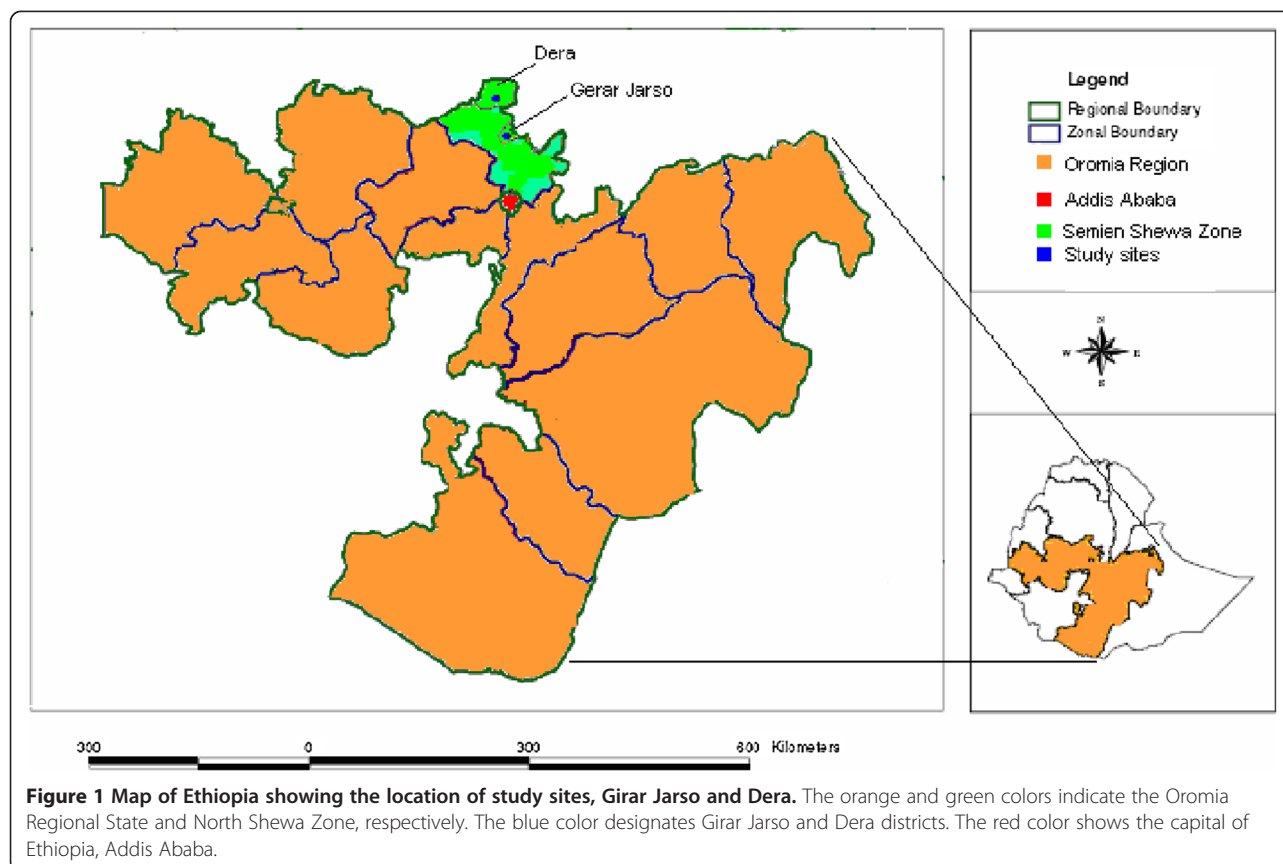 Dera
Gerar Jarso
Legend
Regional Boundary
Zonal Boundary
Oromia Region
Addis Ababa
Semien Shewa Zone
Study sites
N
W E
S
300 0 300 600 Kilometers
Figure 1 Map of Ethiopia showing the location of study sites, Girar Jarso and Dera. The orange and green colors indicate the Oromia
Regional State and North Shewa Zone, respectively. The blue color designates Girar Jarso and Dera districts. The red color shows the capital of
Ethiopia, Addis Ababa.